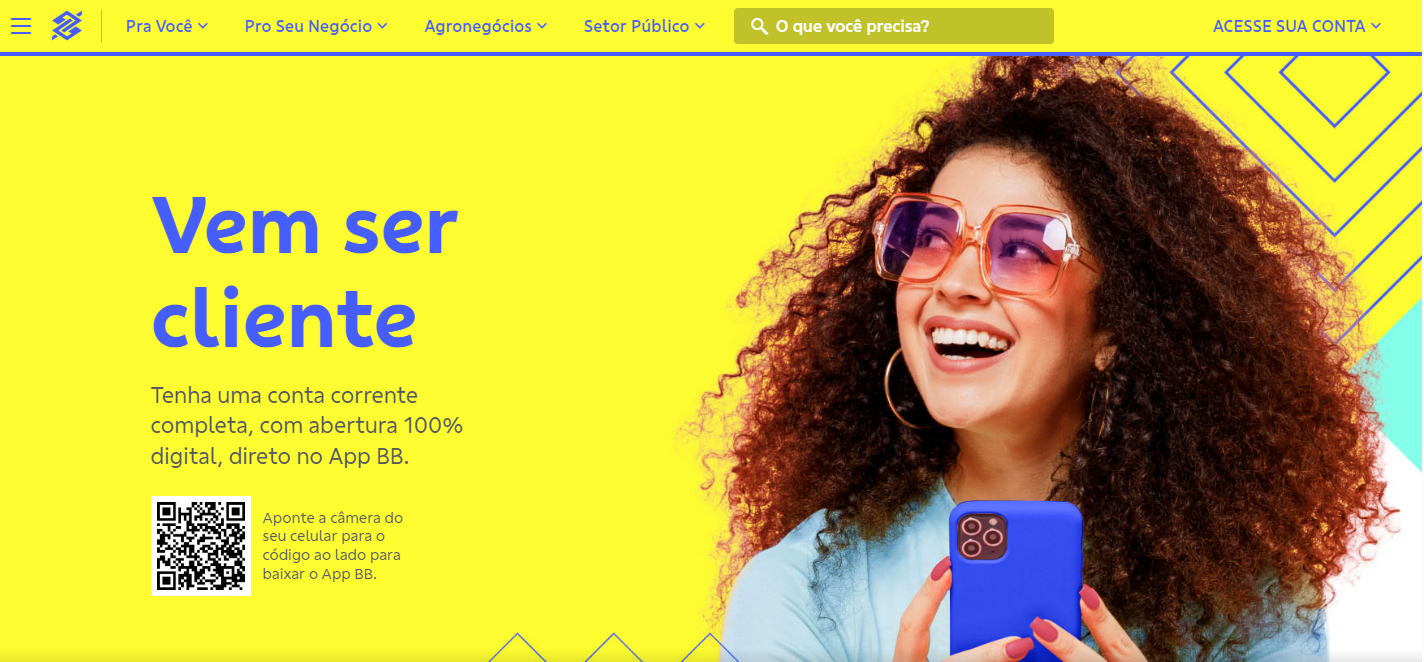 Pra Você
Pro Seu Negócio
Agronegócios
Setor Público
O que você precisa?
ACESSE SUA CONTA
Vem ser
cliente
Tenha uma conta corrente
completa, com abertura 100%
digital, direto no App BB.
Aponte a câmera do
seu celular para o
código ao lado para
baixar o App BB.